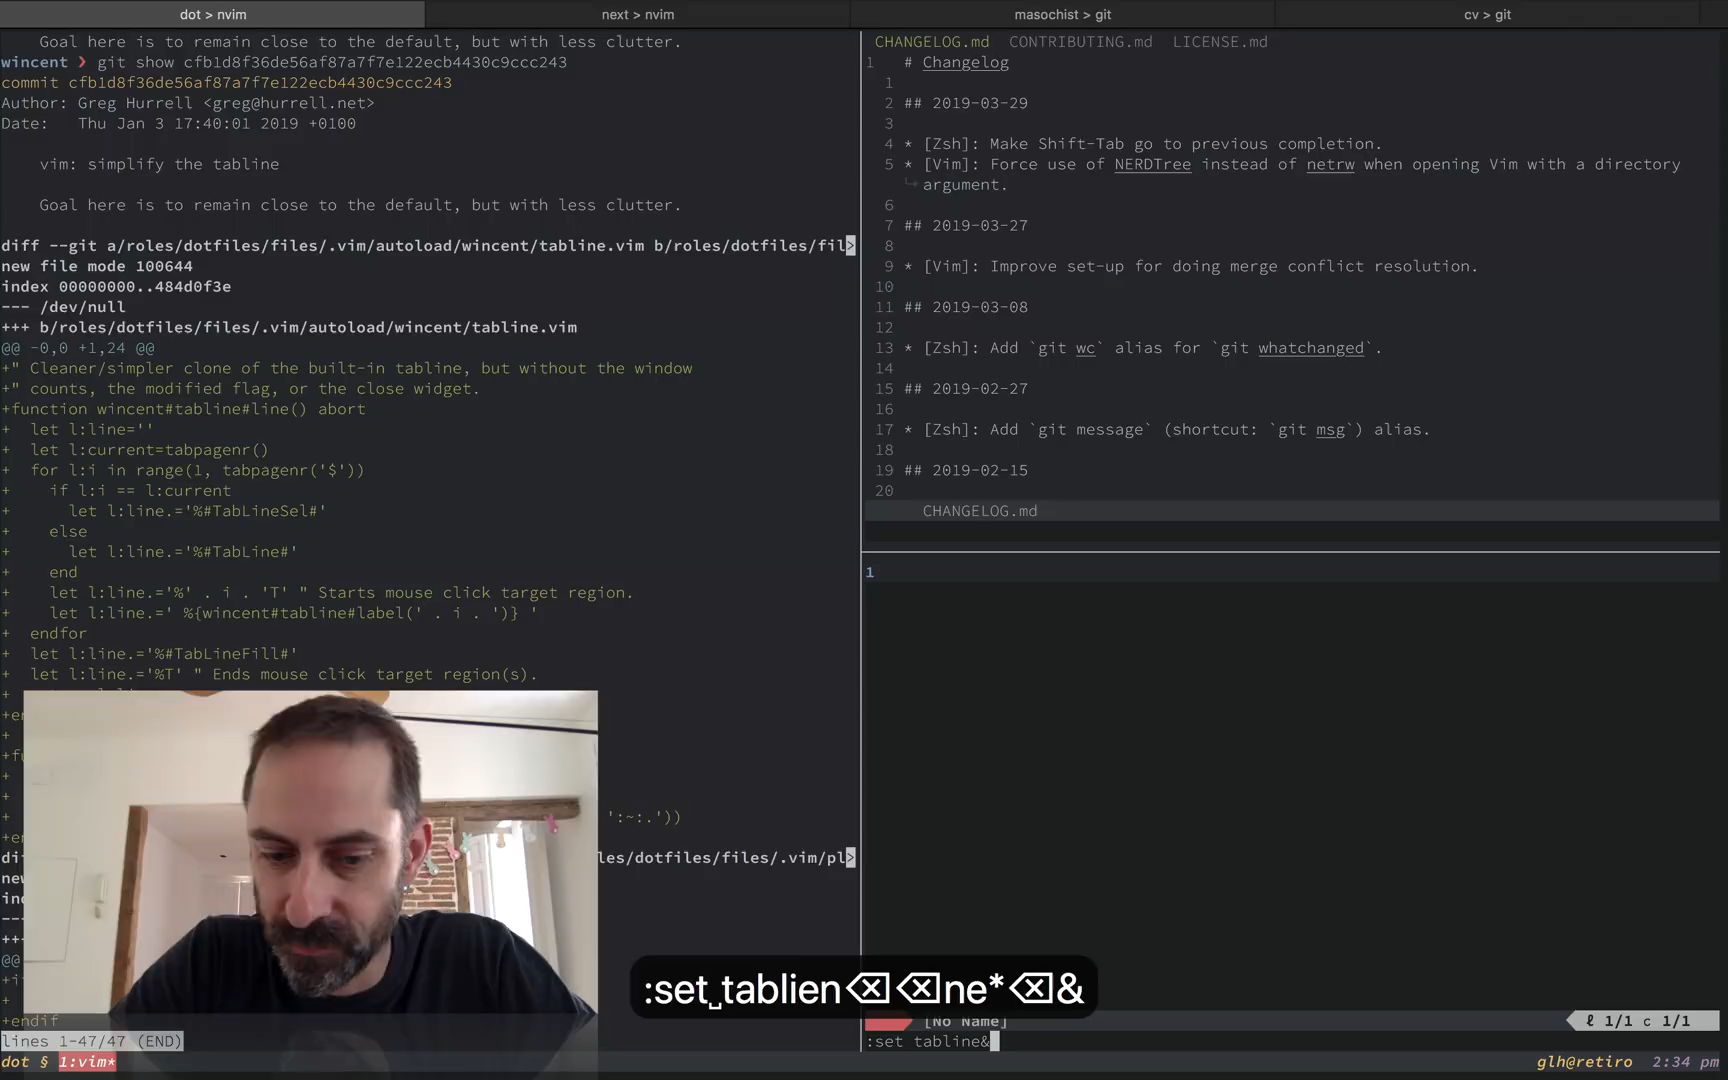 dot > nvim
next > nvim
masochist > git
cv > git
Goal here is to remain close to the default, but with less clutter.
wincent ❯ git show cfb1d8f36de56af87a7f7e122ecb4430c9ccc243
commit cfb1d8f36de56af87a7f7e122ecb4430c9ccc243
Author: Greg Hurrell <greg@hurrell.net>
Date:   Thu Jan 3 17:40:01 2019 +0100
vim: simplify the tabline
Goal here is to remain close to the default, but with less clutter.
diff --git a/roles/dotfiles/files/.vim/autoload/wincent/tabline.vim b/roles/dotfiles/fil>
new file mode 100644
index 00000000..484d0f3e
--- /dev/null
+++ b/roles/dotfiles/files/.vim/autoload/wincent/tabline.vim
@@ -0,0 +1,24 @@
+" Cleaner/simpler clone of the built-in tabline, but without the window
+" counts, the modified flag, or the close widget.
+function wincent#tabline#line() abort
+  let l:line=''
+  let l:current=tabpagenr()
+  for l:i in range(1, tabpagenr('$'))
+    if l:i == l:current
+      let l:line.='%#TabLineSel#'
+    else
+      let l:line.='%#TabLine#'
+    end
+    let l:line.='%' . i . 'T' " Starts mouse click target region.
+    let l:line.=' %{wincent#tabline#label(' . i . ')} '
+  endfor
+  let l:line.='%#TabLineFill#'
+  let l:line.='%T' " Ends mouse click target region(s).
+
+en
+
+fu
+
+
+ ':~:.'))
+en
di les/dotfiles/files/.vim/pl>
new
ind
---
++
@@
+i
+
+endif
lines 1-47/47 (END)
CHANGELOG.md CONTRIBUTING.md LICENSE.md
1 # Changelog
1
2 ## 2019-03-29
3
4 * [Zsh]: Make Shift-Tab go to previous completion.
5 * [Vim]: Force use of NERDTree instead of netrw when opening Vim with a directory
↪ argument.
6
7 ## 2019-03-27
8
9 * [Vim]: Improve set-up for doing merge conflict resolution.
10
11 ## 2019-03-08
12
13 * [Zsh]: Add `git wc` alias for `git whatchanged`.
14
15 ## 2019-02-27
16
17 * [Zsh]: Add `git message` (shortcut: `git msg`) alias.
18
19 ## 2019-02-15
20
CHANGELOG.md
1
:set␣tablien⌫⌫ne*⌫&
[No Name]
ℓ 1/1 c 1/1
:set tabline&
dot § 1:vim*
glh@retiro 2:34 pm